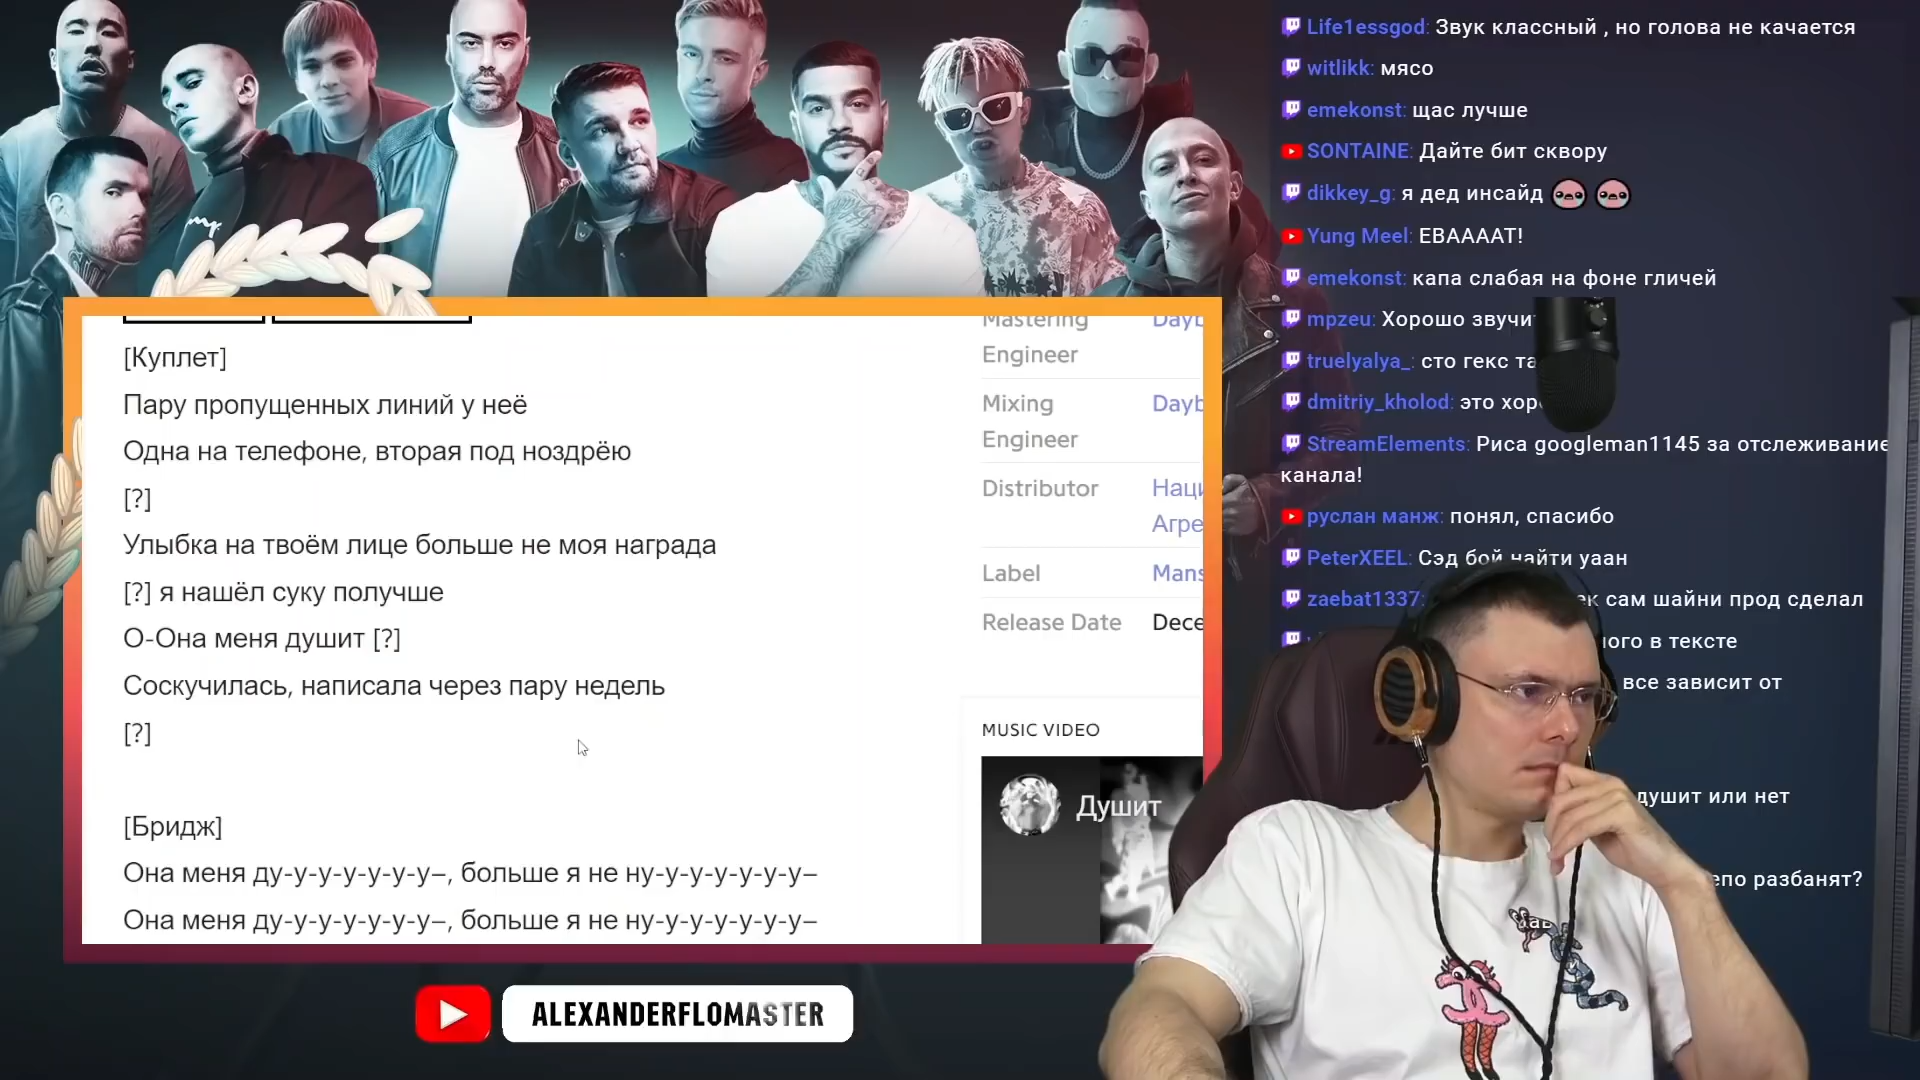 [Куплет]
Пару пропущенных линий у неё
Одна на телефоне, вторая под ноздрёю
[?]
Улыбка на твоём лице больше не моя награда
[?] я нашёл суку получше
О-Она меня душит [?]
Соскучилась, написала через пару недель
[?]
[Бридж]
Она меня ду-у-у-у-у-у-у–, больше я не ну-у-у-у-у-у-у–
Она меня ду-у-у-у-у-у-у–, больше я не ну-у-у-у-у-у-у–
Mastering
Engineer
Mixing
Engineer
Distributor
Label
Release Date
MUSIC VIDEO
Душит
ALEXANDERFLOMASTER
Life1essgod: Звук классный , но голова не качается
witlikk: мясо
emekonst: щас лучше
SONTAINE: Дайте бит сквору
dikkey_g: я дед инсайд
Yung Meel: ЕВАААAT!
emekonst: капа слабая на фоне гличей
mpzeu: Хорошо
truelyalya_: сто гекс
dmitriy_kholod: это
StreamElements: Риса googleman1145 за отслеживание
канала!
руслан манж: понял, спасибо
PeterXEEL: Сэд бой найти уаан
zaebat1337: сам шайни прод сделал
в тексте
все зависит от
душит или нет
разбанят?